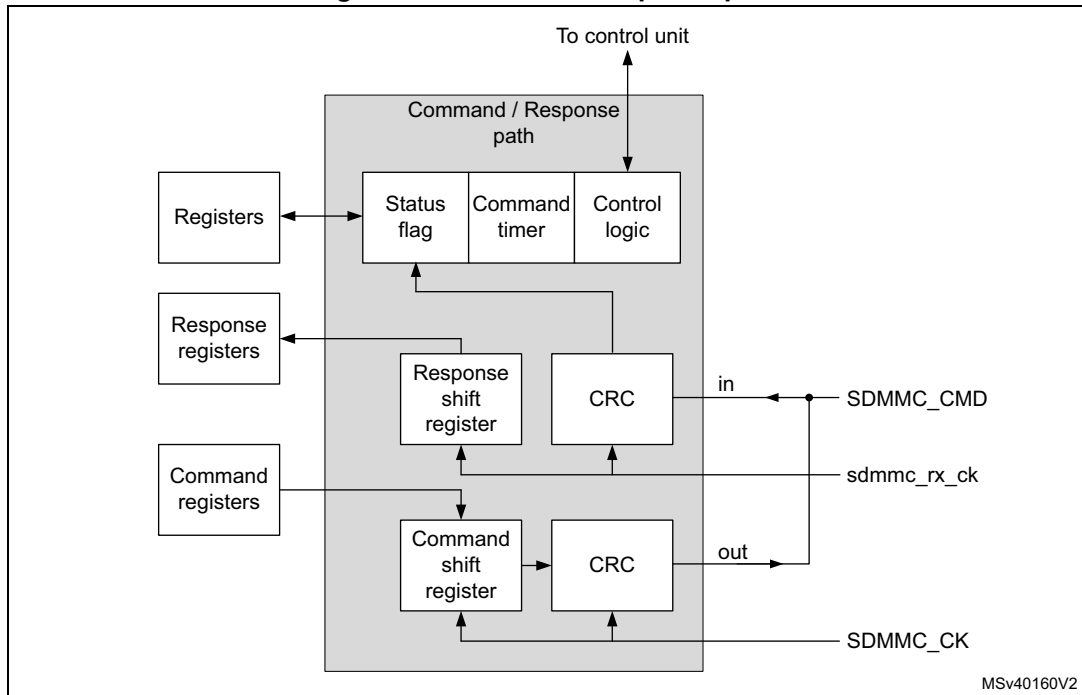 To control unit
Command / Response
path
Registers
Status
flag
Command
timer
Control
logic
Response
registers
Response
shift
register
CRC
in
SDMMC_CMD
sdmmc_rx_ck
Command
registers
Command
shift
register
CRC
out
SDMMC_CK
MSv40160V2